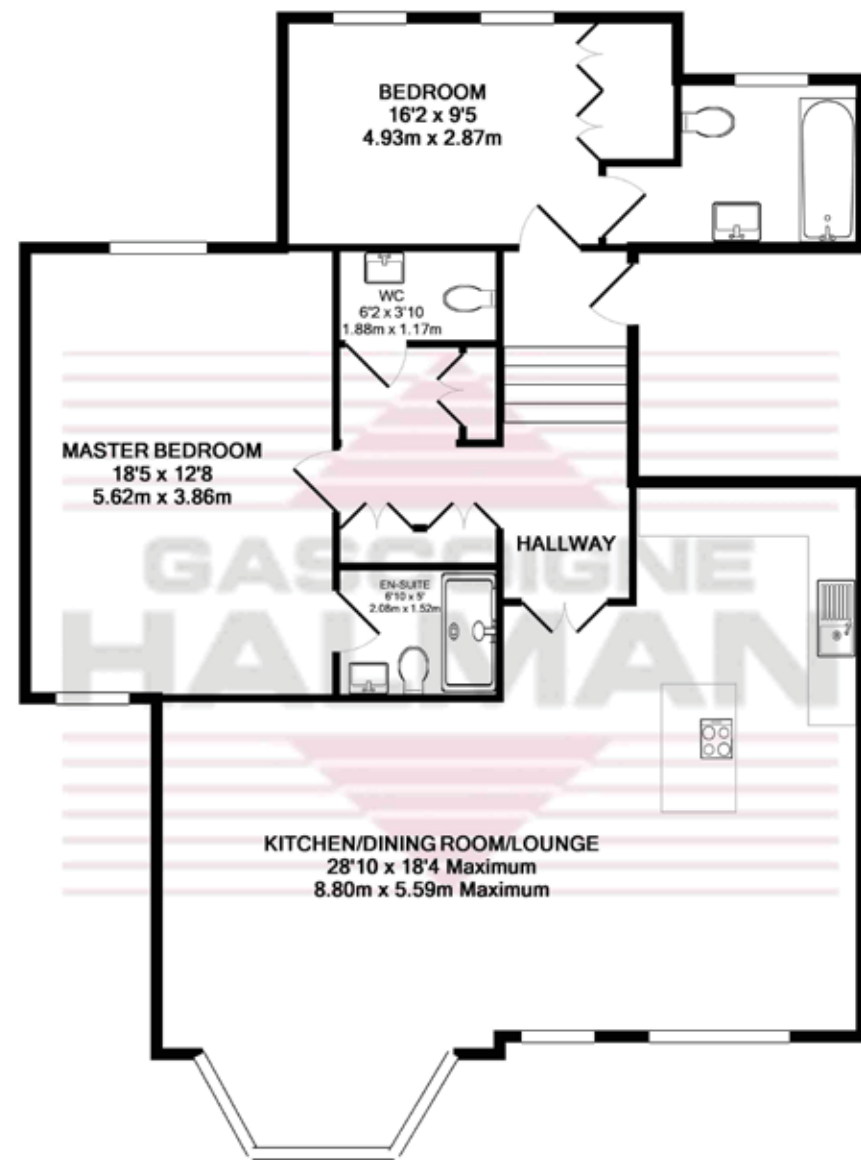 BEDROOM
16'2 x 9'5
4.93m x 2.87m
WC
6'2 x 3'10
1.88m x 1.17m
MASTER BEDROOM
18'5 x 12'8
5.62m x 3.86m
HALLWAY
GASCOIGNE
HALMAN
EN-SUITE
6'10 x 5'
2.08m x 1.52m
KITCHEN/DINING ROOM/LOUNGE
28'10 x 18'4 Maximum
8.80m x 5.59m Maximum